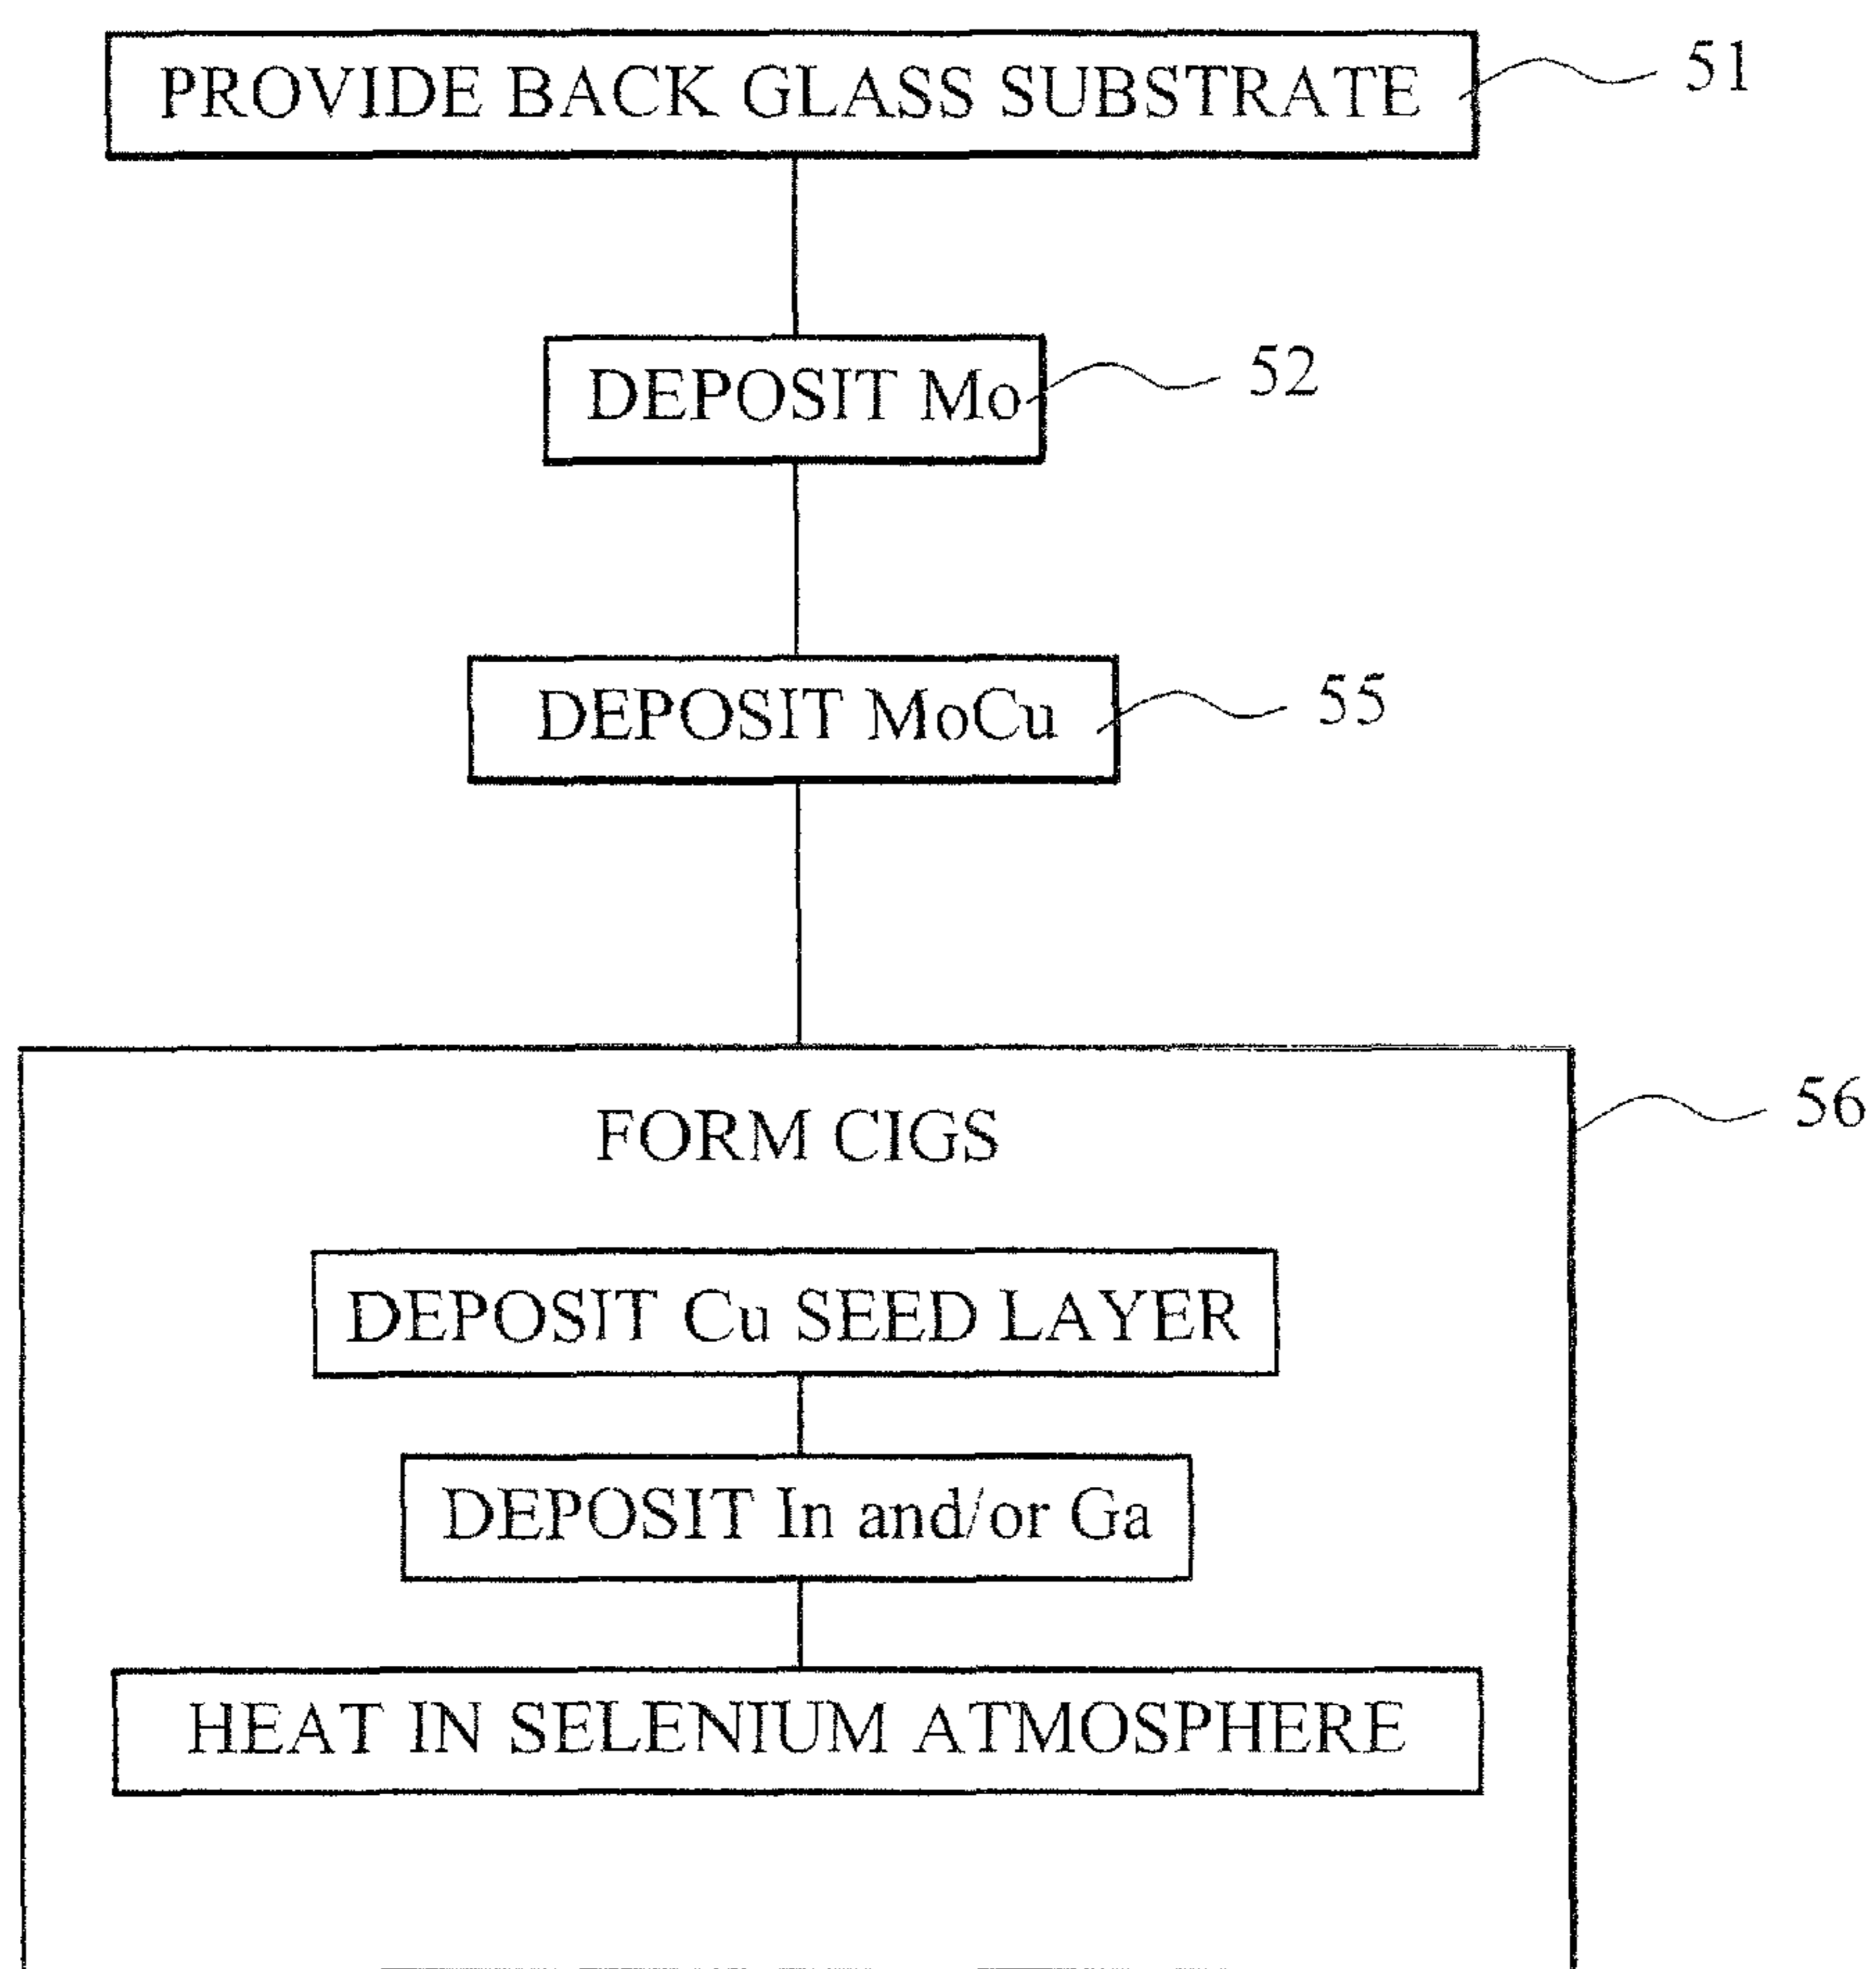 PROVIDE BACK GLASS SUBSTRATE 51
DEPOSIT Mo 52
DEPOSIT MoCu 55
FORM CIGS 56
DEPOSIT Cu SEED LAYER
DEPOSIT In and/or Ga
HEAT IN SELENIUM ATMOSPHERE